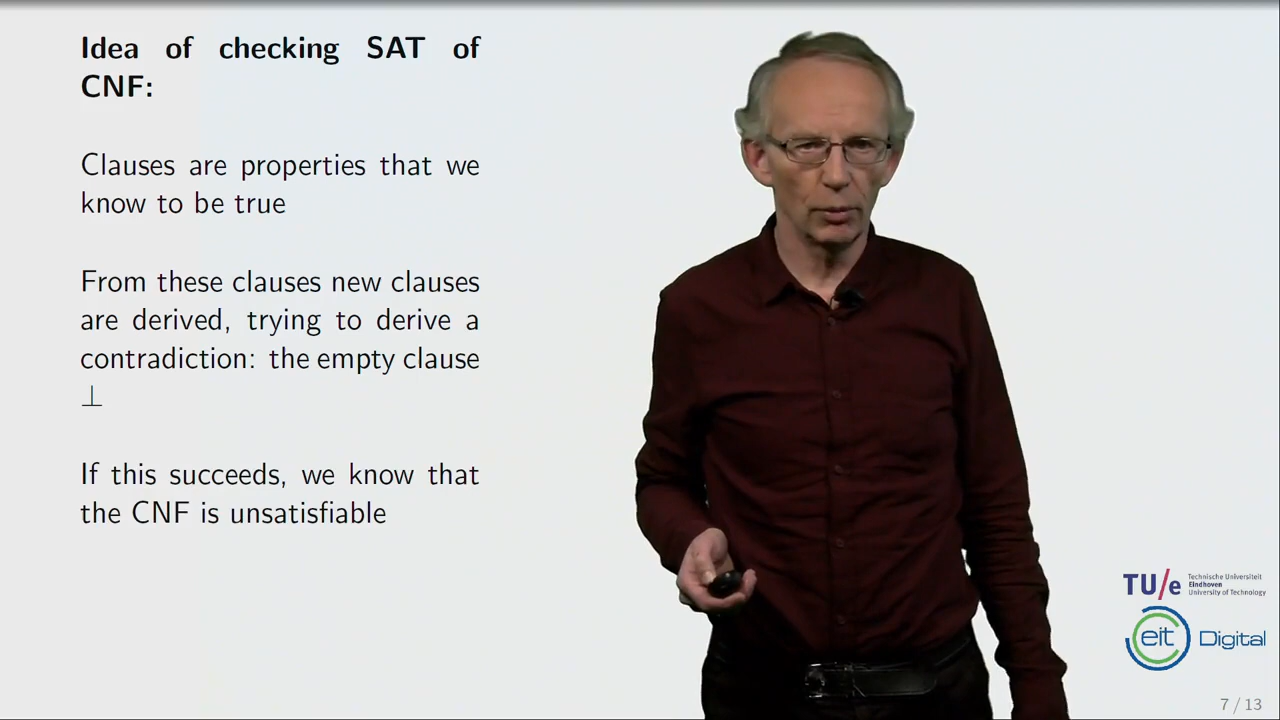 Idea of checking SAT of
CNF:
Clauses are properties that we
know to be true
From these clauses new clauses
are derived, trying to derive a
contradiction: the empty clause
⊥
If this succeeds, we know that
the CNF is unsatisfiable
TU/e Technische Universiteit
Eindhoven
University of Technology
eit Digital
7 / 13